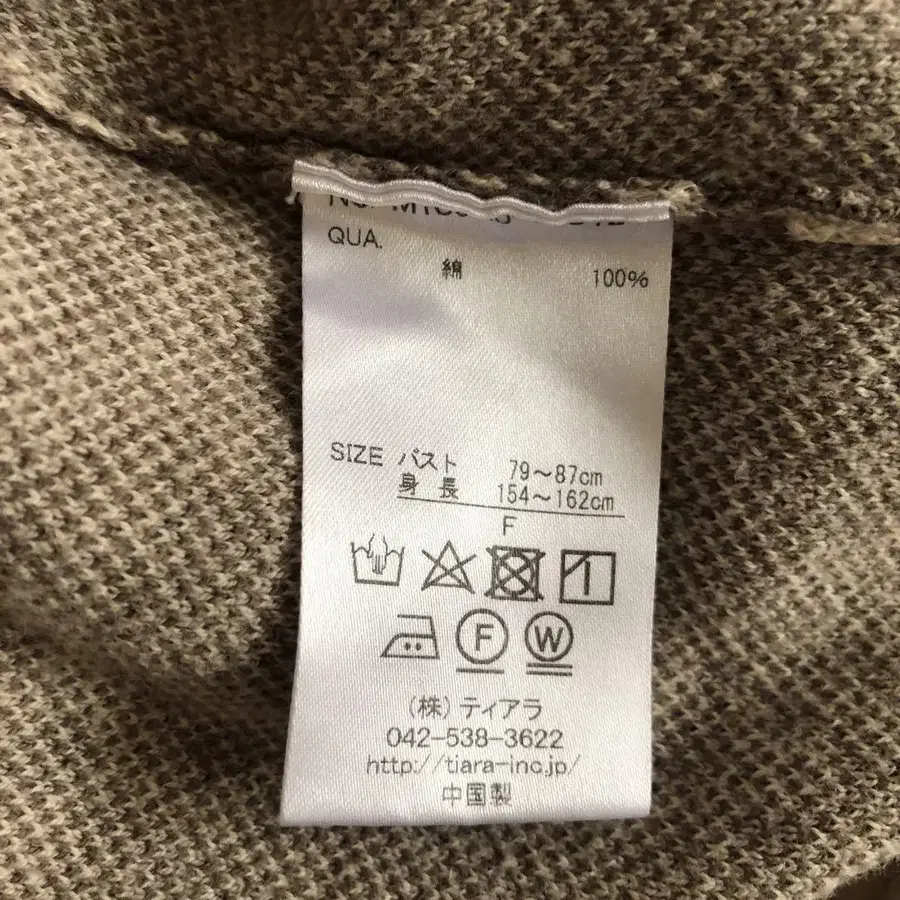 QUA.
綿 100%
SIZE バスト 79～87cm
身長 154～162cm
F
F W
(株)ティアラ
042-538-3622
http://tiara-inc.jp/
中国製